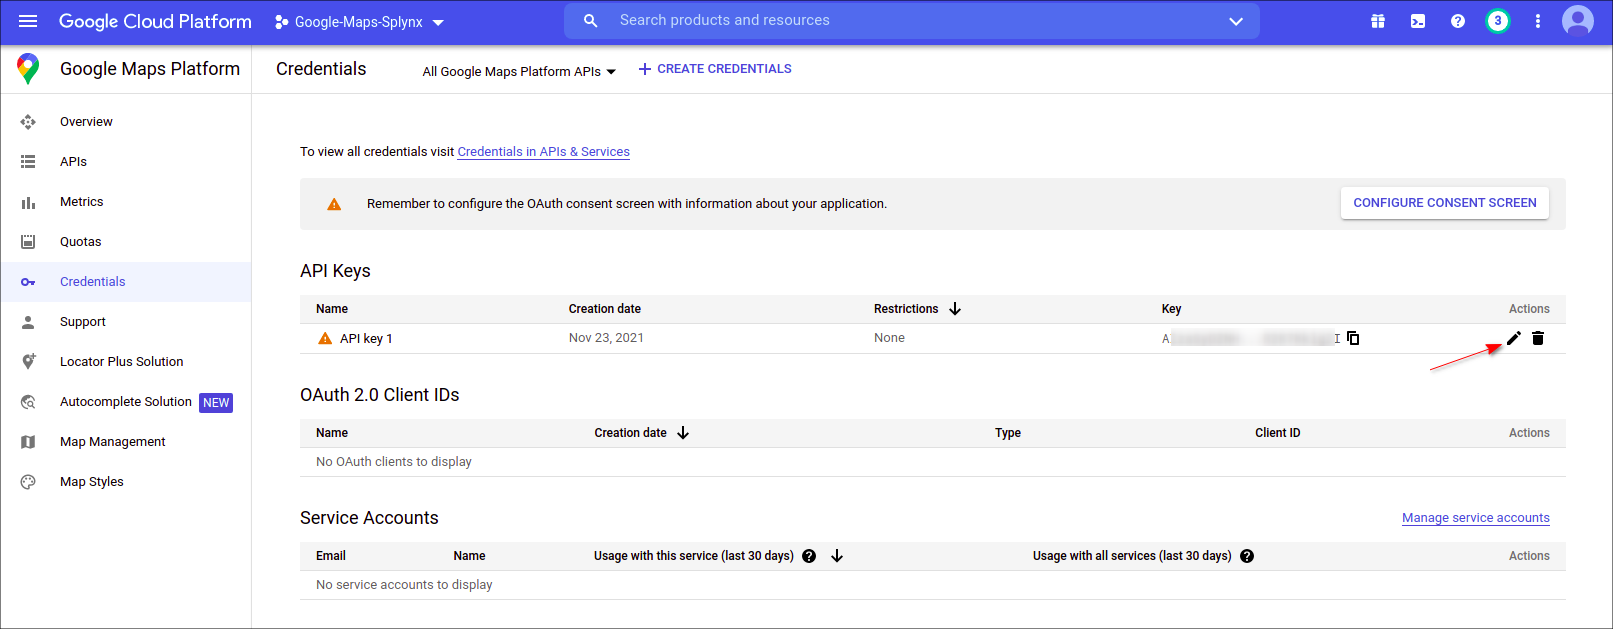 Google Cloud Platform Google-Maps-Splynx Search products and resources 3
Google Maps Platform Credentials All Google Maps Platform APIs CREATE CREDENTIALS
Overview
APIs
Metrics
Quotas
Credentials
Support
Locator Plus Solution
Autocomplete Solution NEW
Map Management
Map Styles
To view all credentials visit Credentials in APIs & Services
Remember to configure the OAuth consent screen with information about your application. CONFIGURE CONSENT SCREEN
API Keys
Name Creation date Restrictions Key Actions
API key 1 Nov 23, 2021 None
OAuth 2.0 Client IDs
Name Creation date Type Client ID Actions
No OAuth clients to display
Service Accounts Manage service accounts
Email Name Usage with this service (last 30 days) Usage with all services (last 30 days) Actions
No service accounts to display